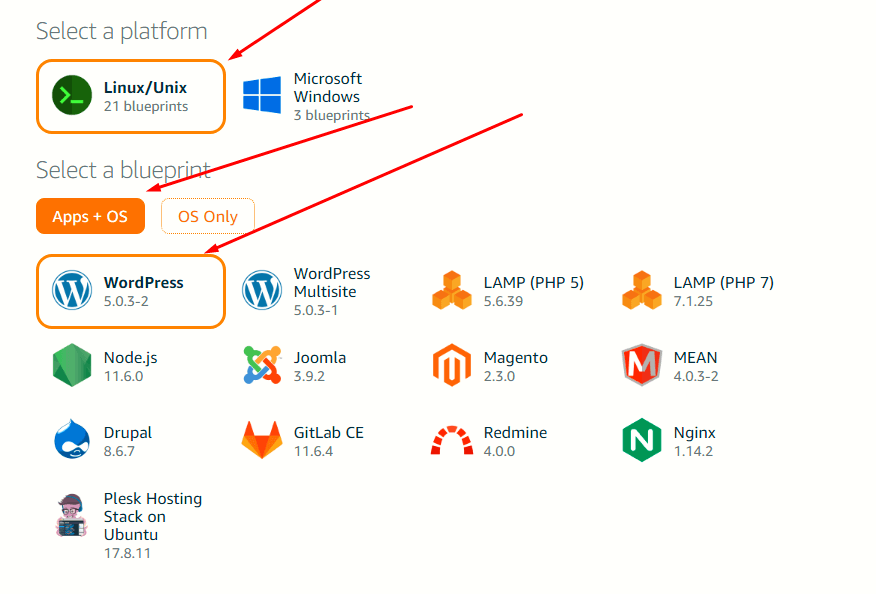 Select a platform
Linux/Unix
21 blueprints
Microsoft
Windows
3 blueprints
Select a blueprint
Apps + OS
OS Only
WordPress
5.0.3-2
WordPress
Multisite
5.0.3-1
LAMP (PHP 5)
5.6.39
LAMP (PHP 7)
7.1.25
Node.js
11.6.0
Joomla
3.9.2
Magento
2.3.0
MEAN
4.0.3-2
Drupal
8.6.7
GitLab CE
11.6.4
Redmine
4.0.0
Nginx
1.14.2
Plesk Hosting
Stack on
Ubuntu
17.8.11